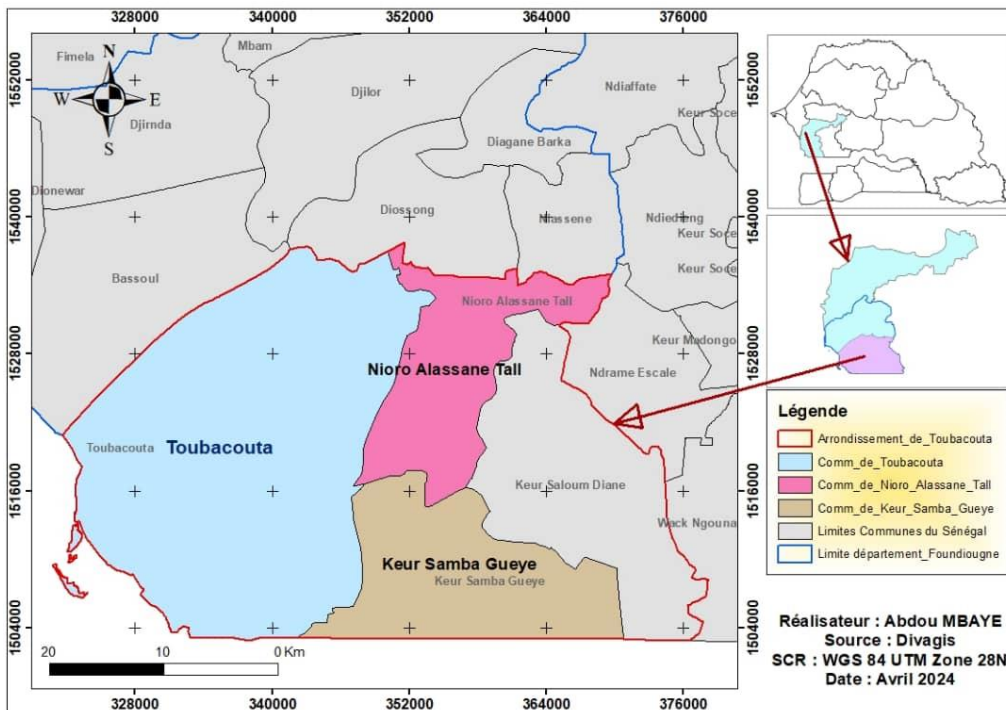 328000 340000 352000 364000 376000
Fimela
Mbam
N
W E
S
Djirnda
Djilor
Ndiaffate
Keur Soce
Diagane Barka
Dionewar
Diossong
Niassene
Ndiedieng
Keur Soce
Keur Soce
Bassoul
Nioro Alassane Tall
Keur Madongo
Nioro Alassane Tall
Ndrame Escale
Toubacouta
Toubacouta
Keur Saloum Diane
Wack Ngouna
Keur Samba Gueye
Keur Samba Gueye
20 10 0 Km
1552000
1540000
1528000
1516000
1504000
1552000
1540000
1528000
1516000
1504000
328000 340000 352000 364000 376000
Légende
Arrondissement_de_Toubacouta
Comm_de_Toubacouta
Comm_de_Nioro_Alassane_Tall
Comm_de_Keur_Samba_Gueye
Limites Communes du Sénégal
Limite département_Foundiougne
Réalisateur : Abdou MBAYE
Source : Divagis
SCR : WGS 84 UTM Zone 28N
Date : Avril 2024